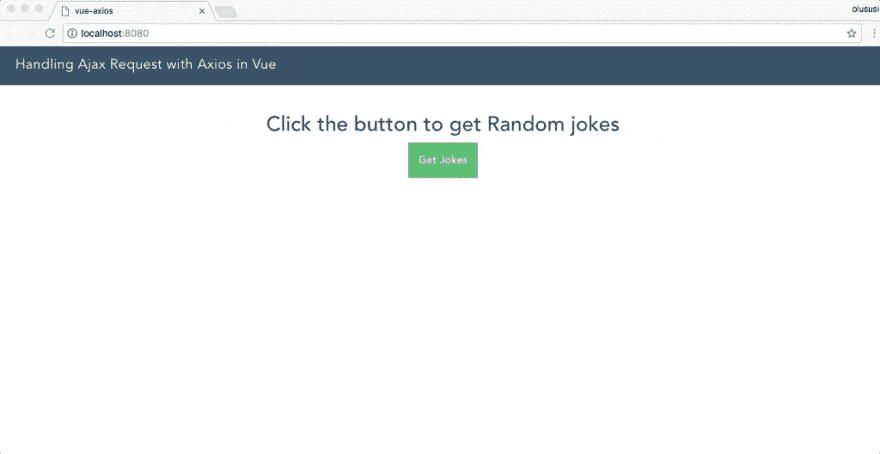 vue-axios
olususi
localhost:8080
Handling Ajax Request with Axios in Vue
Click the button to get Random jokes
Get Jokes